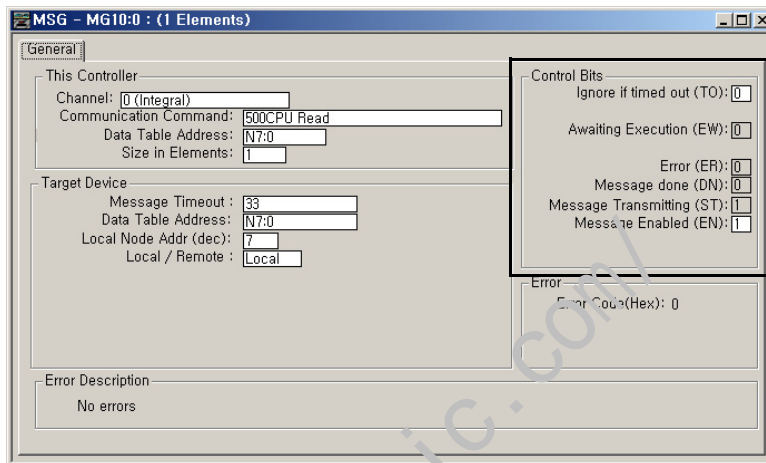 MSG - MG10:0 : (1 Elements)
General
This Controller
Channel: 0 (Integral)
Communication Command: 500CPU Read
Data Table Address: N7:0
Size in Elements: 1
Target Device
Message Timeout : 33
Data Table Address: N7:0
Local Node Addr (dec): 7
Local / Remote : Local
Control Bits
Ignore if timed out (TO): 0
Awaiting Execution (EW): 0
Error (ER): 0
Message done (DN): 0
Message Transmitting (ST): 1
Message Enabled (EN): 1
Error
Error Code(Hex): 0
Error Description
No errors
ic.com/